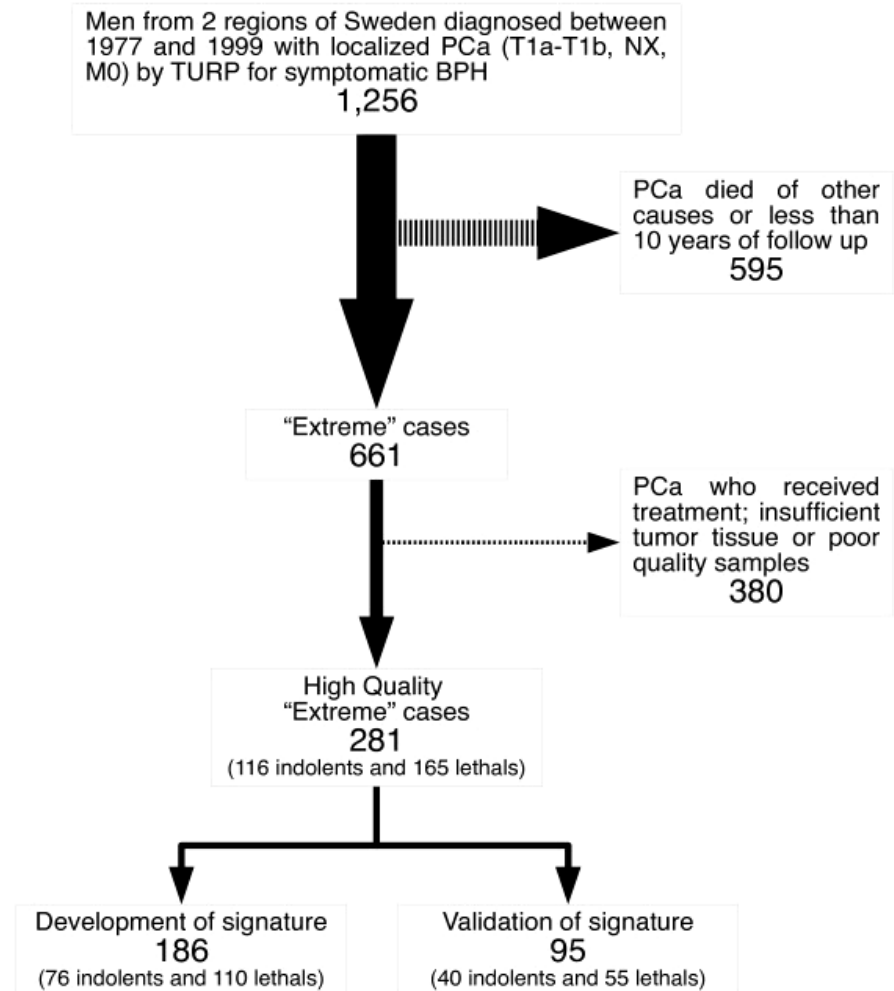 Men from 2 regions of Sweden diagnosed between
1977 and 1999 with localized PCa (T1a-T1b, NX,
M0) by TURP for symptomatic BPH
1,256
PCa died of other
causes or less than
10 years of follow up
595
“Extreme” cases
661
PCa who received
treatment; insufficient
tumor tissue or poor
quality samples
380
High Quality
“Extreme” cases
281
(116 indolents and 165 lethals)
Development of signature
186
(76 indolents and 110 lethals)
Validation of signature
95
(40 indolents and 55 lethals)